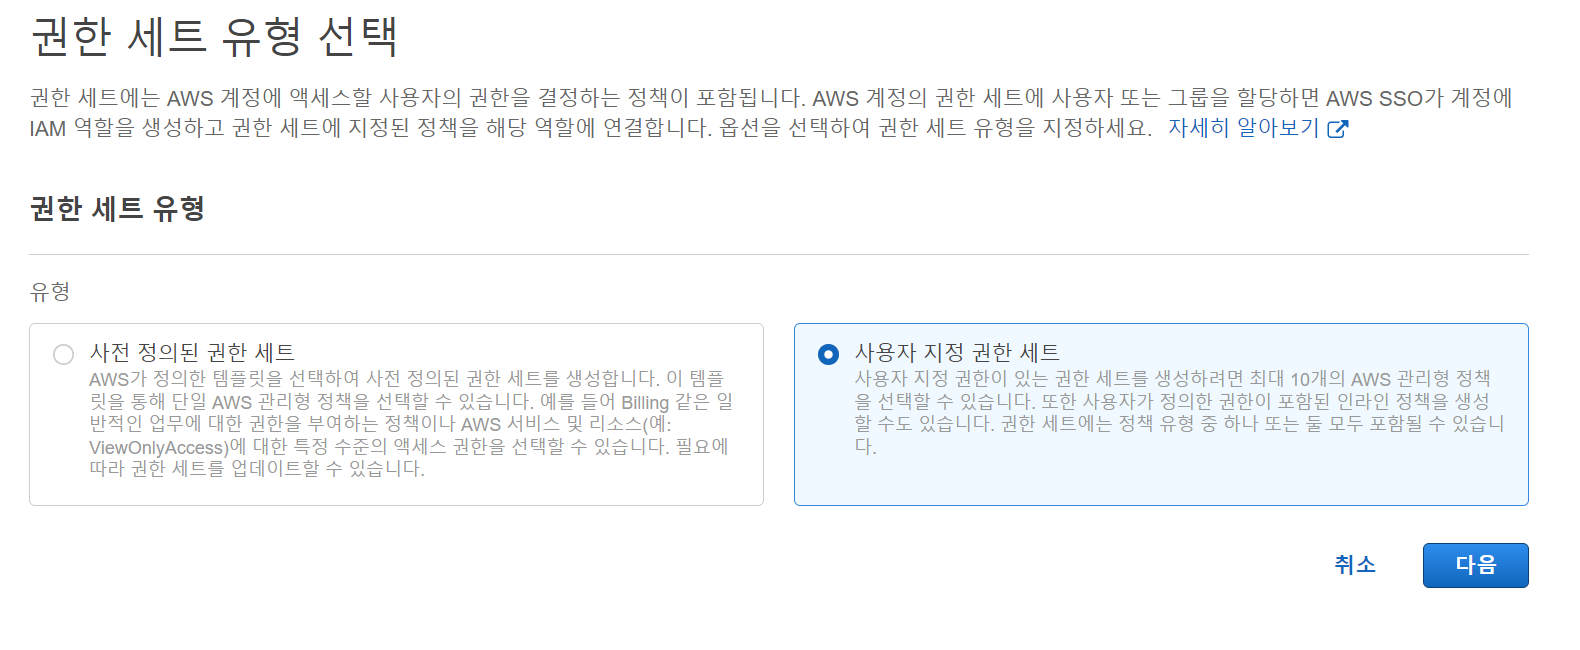 권한 세트 유형 선택
권한 세트에는 AWS 계정에 액세스할 사용자의 권한을 결정하는 정책이 포함됩니다. AWS 계정의 권한 세트에 사용자 또는 그룹을 할당하면 AWS SSO가 계정에
IAM 역할을 생성하고 권한 세트에 지정된 정책을 해당 역할에 연결합니다. 옵션을 선택하여 권한 세트 유형을 지정하세요. 자세히 알아보기
권한 세트 유형
유형
사전 정의된 권한 세트
AWS가 정의한 템플릿을 선택하여 사전 정의된 권한 세트를 생성합니다. 이 템플
릿을 통해 단일 AWS 관리형 정책을 선택할 수 있습니다. 예를 들어 Billing 같은 일
반적인 업무에 대한 권한을 부여하는 정책이나 AWS 서비스 및 리소스(예:
ViewOnlyAccess)에 대한 특정 수준의 액세스 권한을 선택할 수 있습니다. 필요에
따라 권한 세트를 업데이트할 수 있습니다.
사용자 지정 권한 세트
사용자 지정 권한이 있는 권한 세트를 생성하려면 최대 10개의 AWS 관리형 정책
을 선택할 수 있습니다. 또한 사용자가 정의한 권한이 포함된 인라인 정책을 생성
할 수도 있습니다. 권한 세트에는 정책 유형 중 하나 또는 둘 모두 포함될 수 있습니
다.
취소
다음